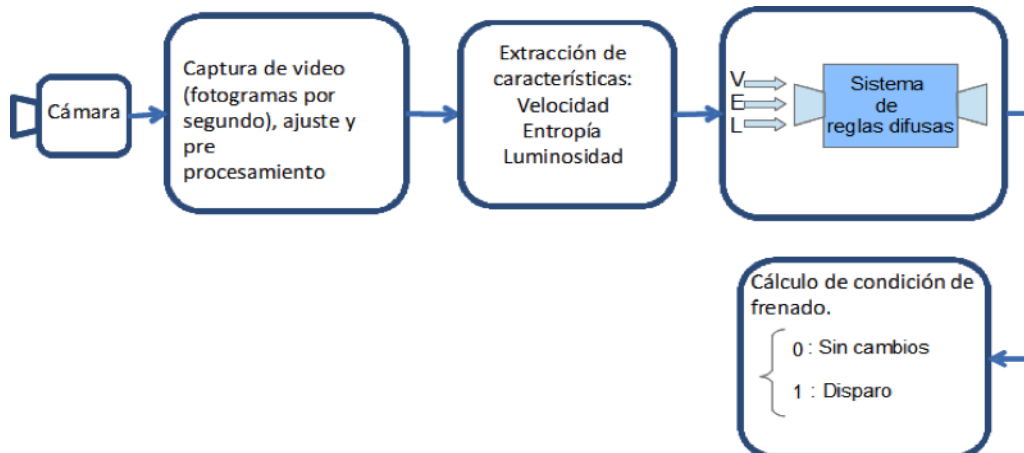 Cámara
Captura de video
(fotogramas por
segundo), ajuste y
pre
procesamiento
Extracción de
características:
Velocidad
Entropía
Luminosidad
V
E
L
Sistema
de
reglas difusas
Cálculo de condición de
frenado.
0 : Sin cambios
1 : Disparo